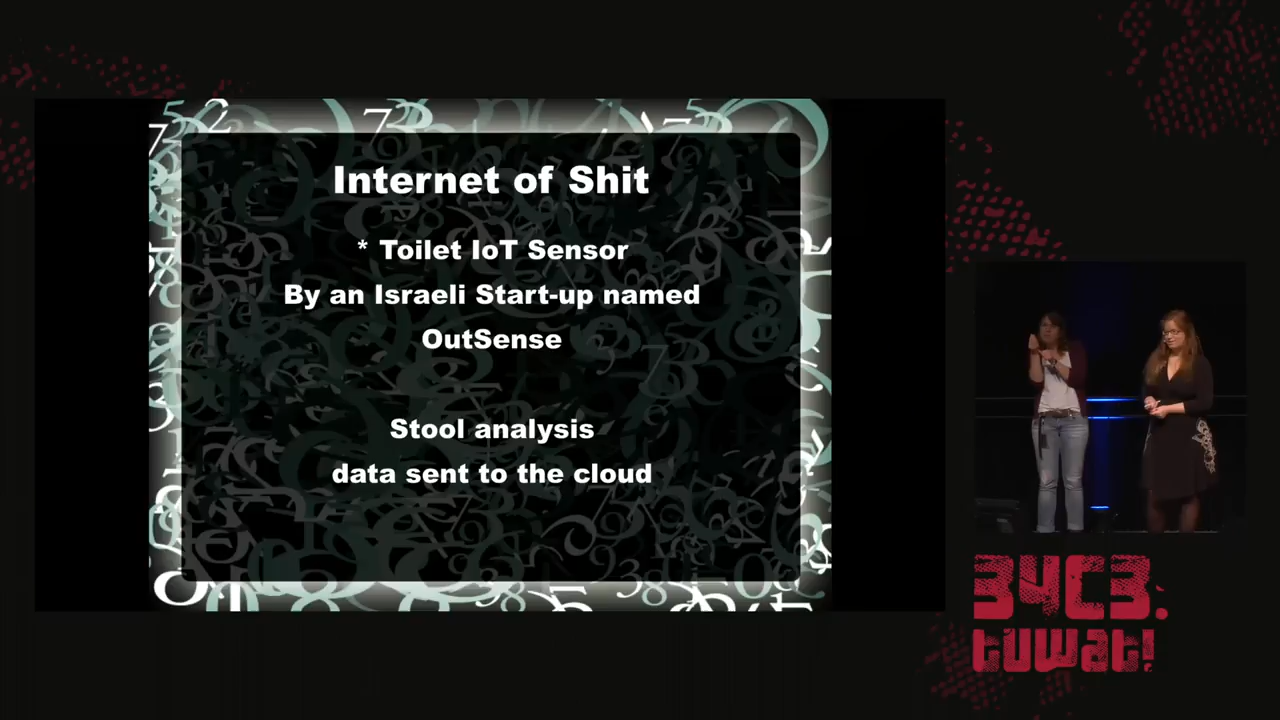 Internet of Shit
* Toilet IoT Sensor
By an Israeli Start-up named
OutSense
Stool analysis
data sent to the cloud
34C3.
tuwat!